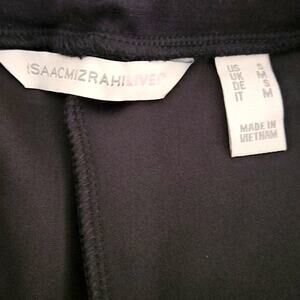 ISAACMIZRAHILIVE!
US S
UK M
DE S
IT M
MADE IN
VIETNAM